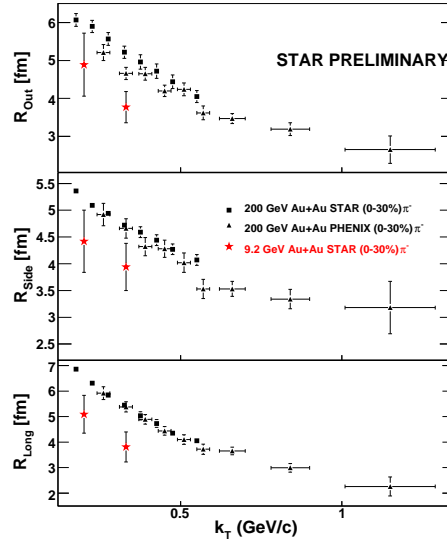 6
STAR PRELIMINARY
5
4
3
R_Out [fm]
5.5
5
4.5
4
3.5
3
2.5
R_Side [fm]
200 GeV Au+Au STAR (0-30%)π⁻
200 GeV Au+Au PHENIX (0-30%)π⁻
9.2 GeV Au+Au STAR (0-30%)π⁻
7
6
5
4
3
2
R_Long [fm]
0.5
1
k_T (GeV/c)